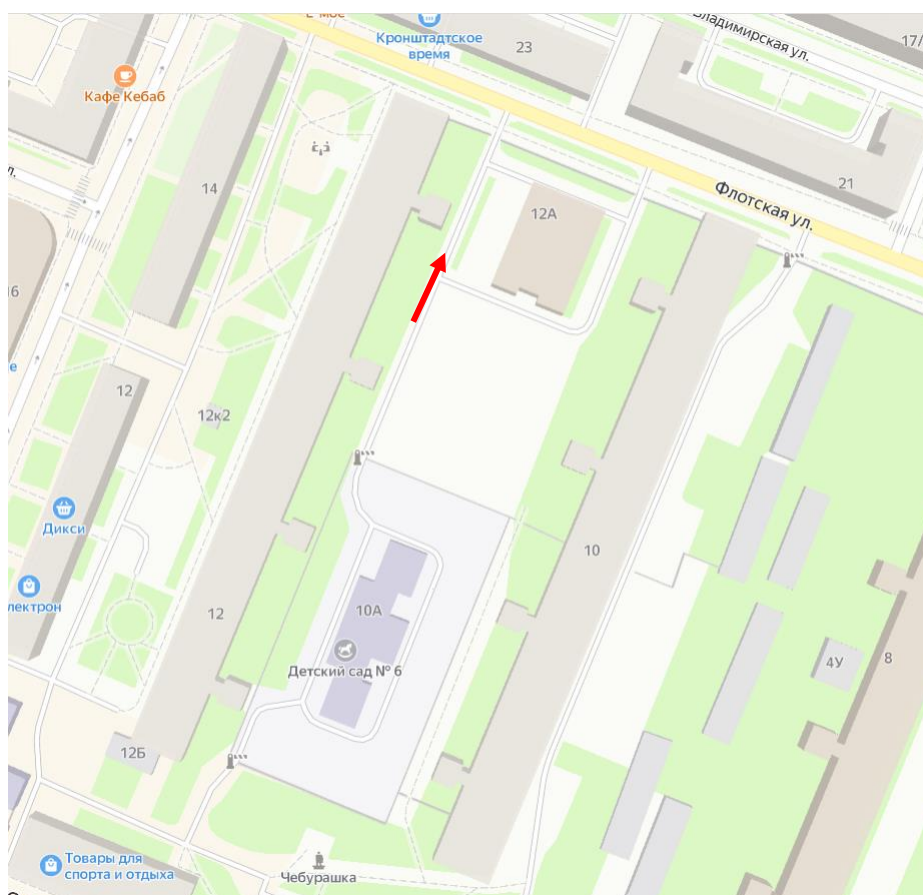 Е-моё
Кронштадтское
время
23
Владимирская ул.
17/
Кафе Кебаб
л.
14
12А
21
Флотская ул.
16
е
12
12к2
Дикси
10
лектрон
12
10А
Детский сад № 6
4У
8
12Б
Товары для
спорта и отдыха
Чебурашка